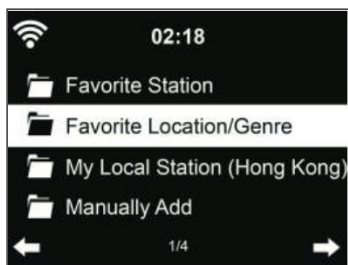 02:18
Favorite Station
Favorite Location/Genre
My Local Station (Hong Kong)
Manually Add
1/4